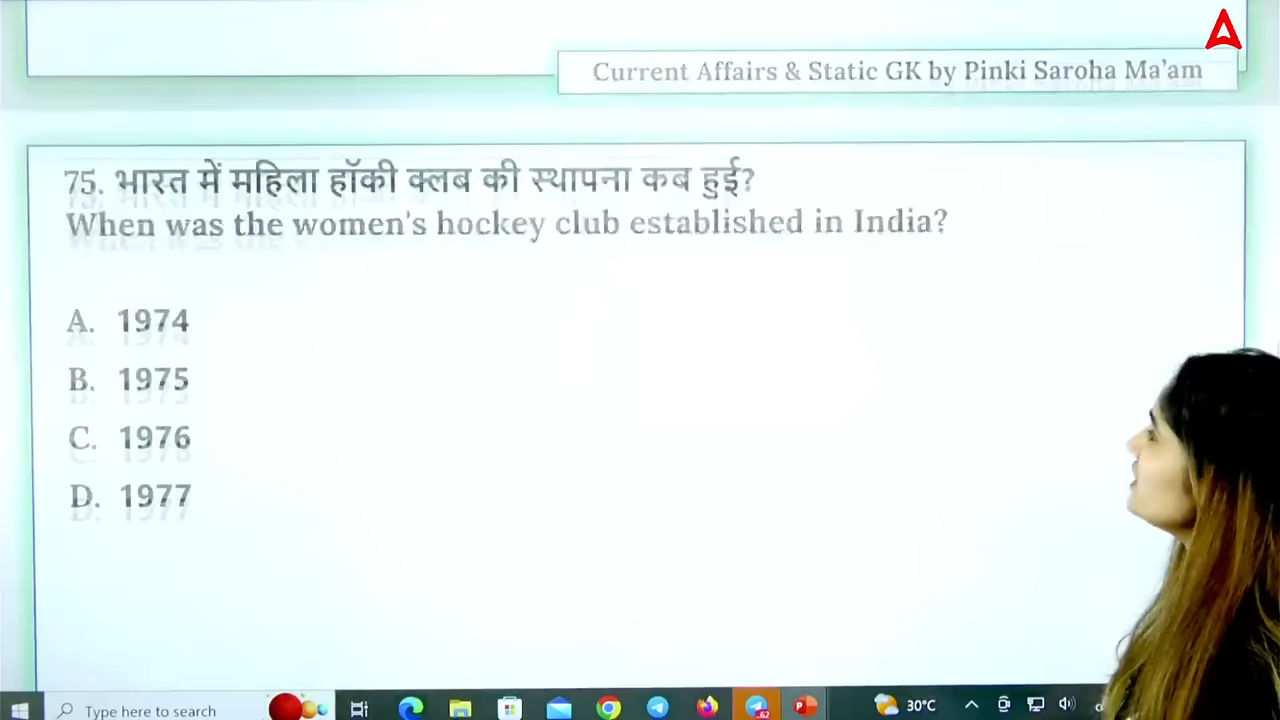 Current Affairs & Static GK by Pinki Saroha Ma'am
75. भारत में महिला हॉकी क्लब की स्थापना कब हुई?
When was the women's hockey club established in India?
A. 1974
B. 1975
C. 1976
D. 1977
Type here to search
30°C